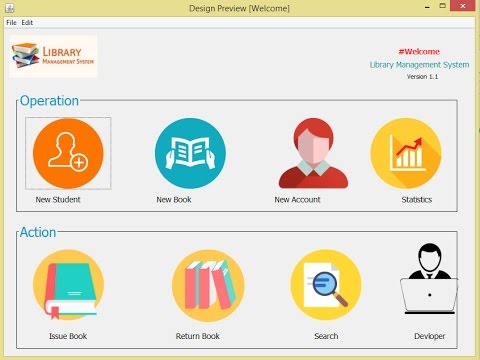 Design Preview [Welcome]
File Edit
LIBRARY
MANAGEMENT SYSTEM
#Welcome
Library Management System
Version 1.1
Operation
New Student New Book New Account Statistics
Action
Issue Book Return Book Search Devloper